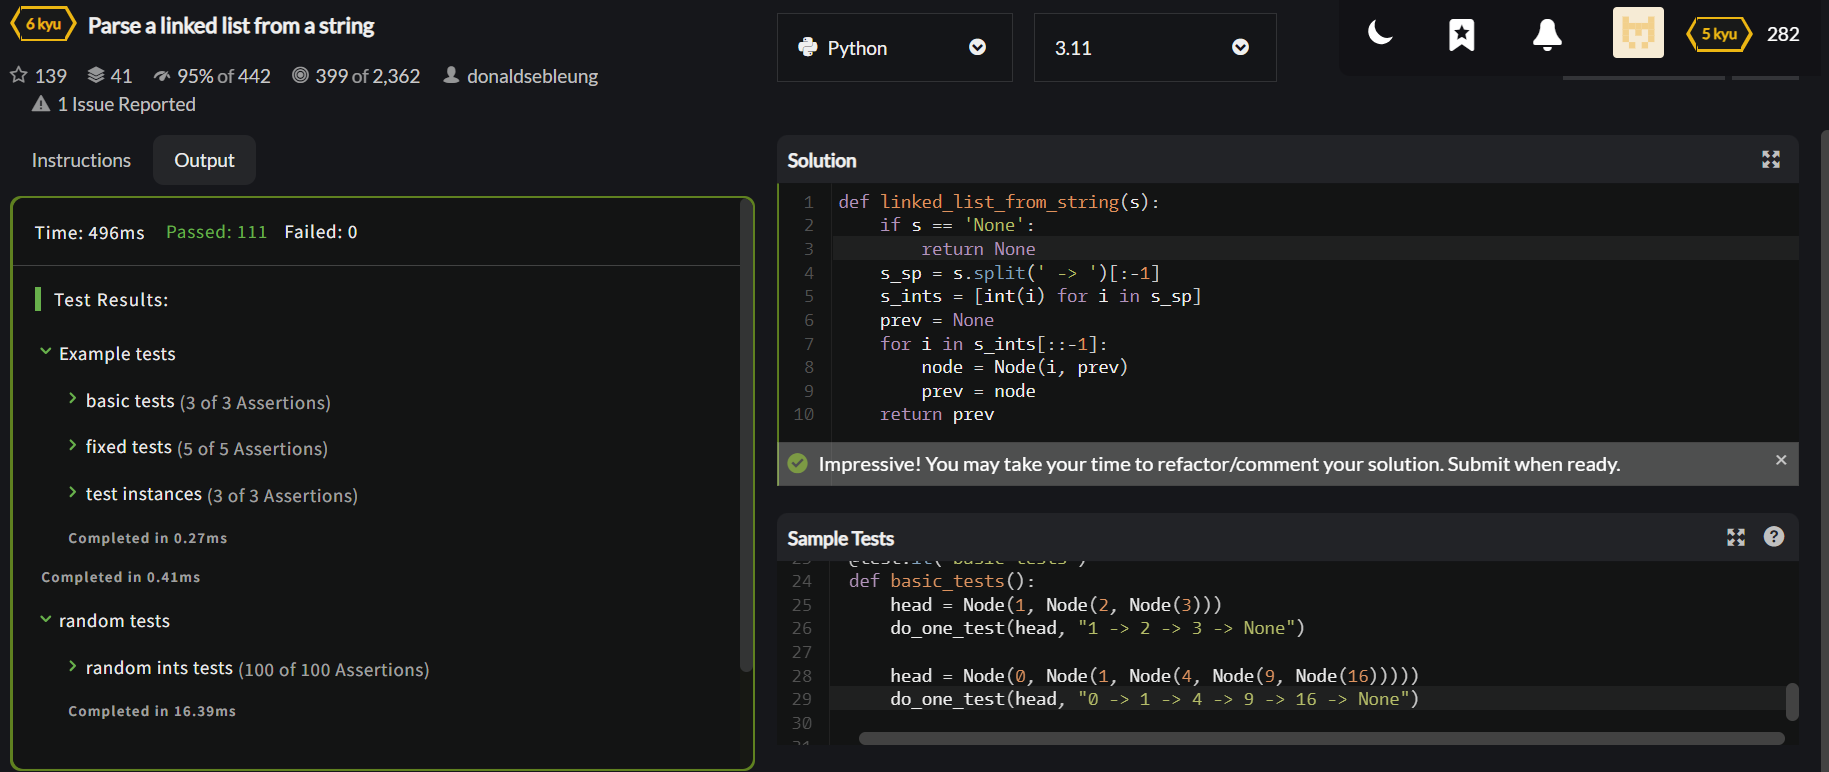 6 kyu Parse a linked list from a string
139 41 95% of 442 399 of 2,362 donaldsebleung
1 Issue Reported
Python
3.11
5 kyu 282
Instructions Output
Time: 496ms Passed: 111 Failed: 0
Test Results:
Example tests
basic tests (3 of 3 Assertions)
fixed tests (5 of 5 Assertions)
test instances (3 of 3 Assertions)
Completed in 0.27ms
Completed in 0.41ms
random tests
random ints tests (100 of 100 Assertions)
Completed in 16.39ms
Solution
1 def linked_list_from_string(s):
2 if s == 'None':
3 return None
4 s_sp = s.split(' -> ')[:-1]
5 s_ints = [int(i) for i in s_sp]
6 prev = None
7 for i in s_ints[::-1]:
8 node = Node(i, prev)
9 prev = node
10 return prev
Impressive! You may take your time to refactor/comment your solution. Submit when ready.
Sample Tests
24 def basic_tests():
25 head = Node(1, Node(2, Node(3)))
26 do_one_test(head, "1 -> 2 -> 3 -> None")
27
28 head = Node(0, Node(1, Node(4, Node(9, Node(16)))))
29 do_one_test(head, "0 -> 1 -> 4 -> 9 -> 16 -> None")
30